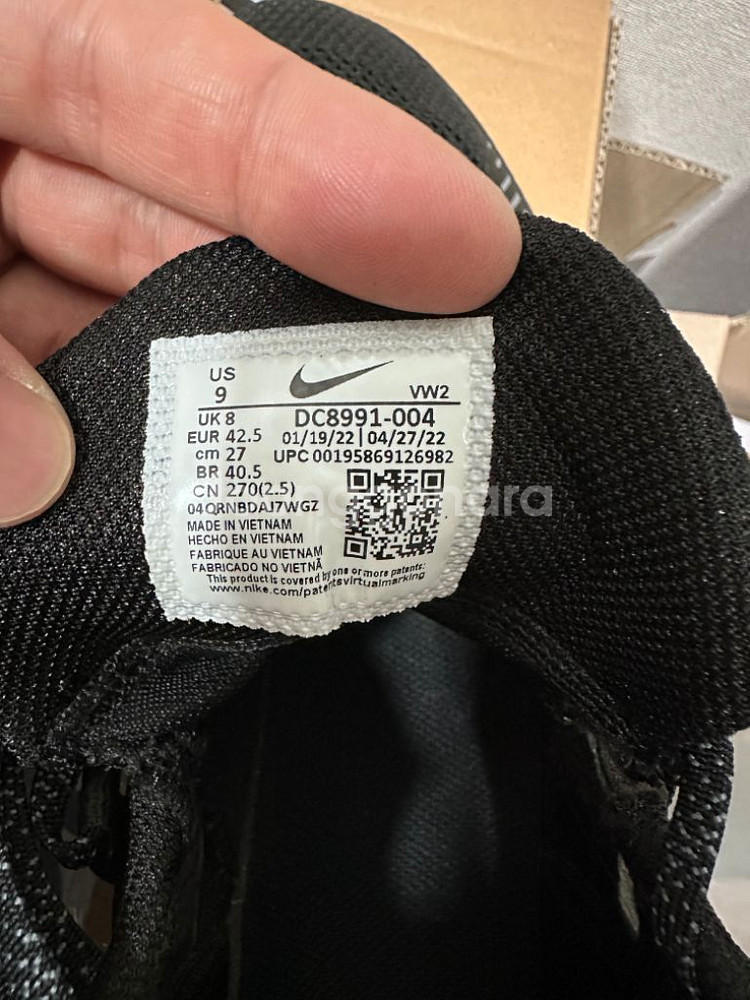 US
9
VW2
UK 8
DC8991-004
EUR 42.5
01/19/22 | 04/27/22
cm 27
UPC 00195869126982
BR 40.5
CN 270(2.5)
04QRNBDAJ7WGZ
MADE IN VIETNAM
HECHO EN VIETNAM
FABRIQUE AU VIETNAM
FABRICADO NO VIETNÃ
This product is covered by one or more patents:
www.nike.com/patentsvirtualmarking